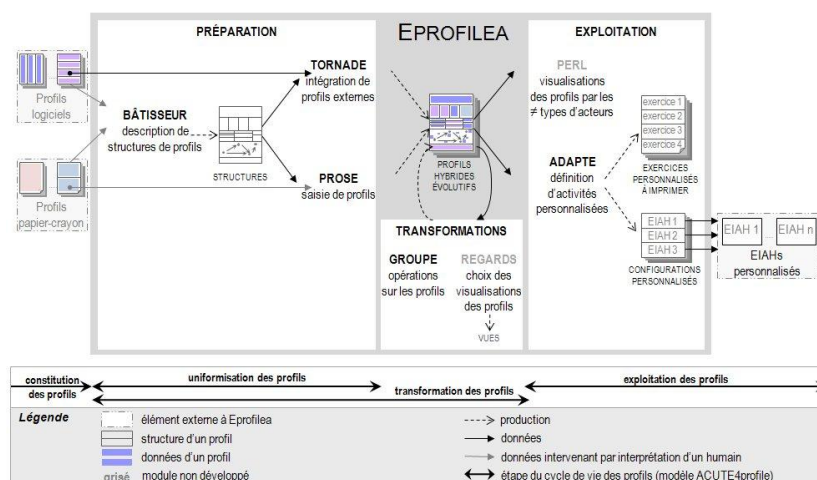 PRÉPARATION
EPROFILEA
EXPLOITATION
Profils
logiciels
Profils
papier-crayon
BÂTISSEUR
description de
structures de profils
STRUCTURES
TORNADE
intégration de
profils externes
PROSE
saisie de profils
PROFILS
HYBRIDES
ÉVOLUTIFS
TRANSFORMATIONS
GROUPE
opérations
sur les profils
REGARDS
choix des
visualisations
des profils
VUES
PERL
visualisations
des profils par les
≠ types d'acteurs
ADAPTE
définition
d'activités
personnalisées
exercice 1
exercice 2
exercice 3
exercice 4
EXERCICES
PERSONNALISÉS
À IMPRIMER
EIAH 1
EIAH 2
EIAH 3
CONFIGURATIONS
PERSONNALISÉS
EIAH 1 ... EIAH n
EIAHs
personnalisés
constitution
des profils
uniformisation des profils
transformation des profils
exploitation des profils
Légende
élément externe à Eprofilea
structure d'un profil
données d'un profil
grisé module non développé
production
données
données intervenant par interprétation d'un humain
étape du cycle de vie des profils (modèle ACUTE4profile)